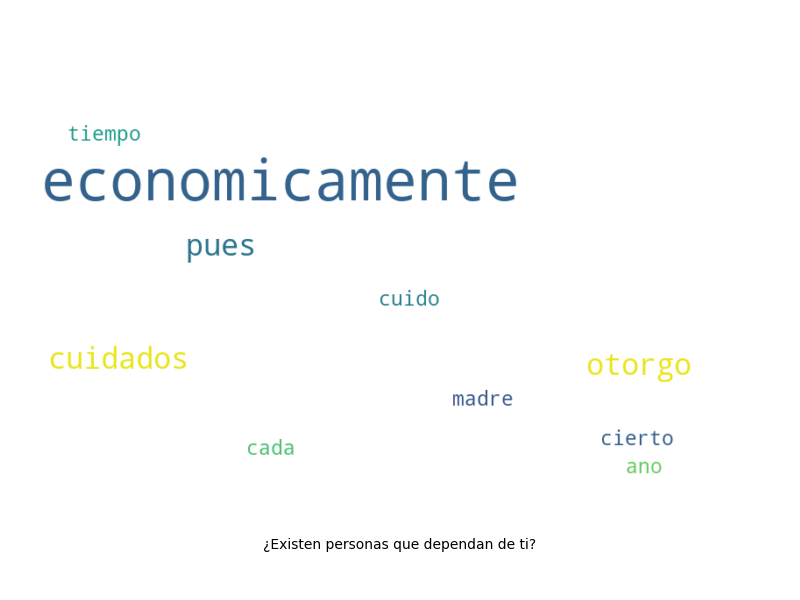 tiempo
economicamente
pues
cuido
cuidados
otorgo
madre
cierto
cada
ano
¿Existen personas que dependan de ti?